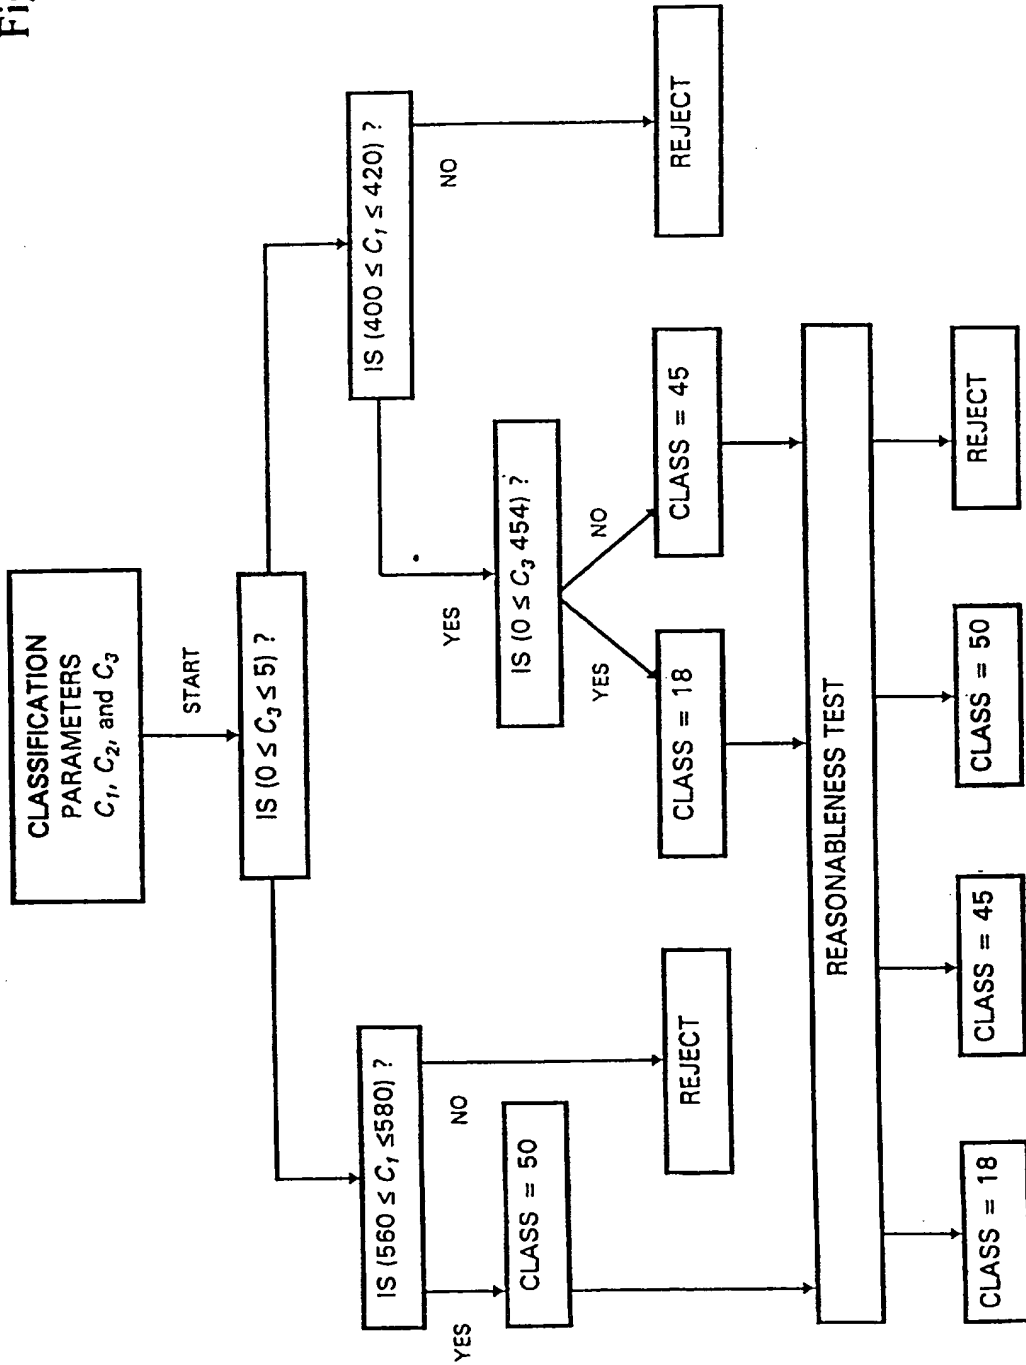 Fi
CLASSIFICATION
PARAMETERS
C1, C2, and C3
START
IS (0 ≤ C3 ≤ 5) ?
IS (560 ≤ C1 ≤580) ?
IS (400 ≤ C1 ≤ 420) ?
YES
NO
YES
NO
CLASS = 50
REJECT
IS (0 ≤ C3 454) ?
REJECT
YES
NO
CLASS = 18
CLASS = 45
REASONABLENESS TEST
CLASS = 18
CLASS = 45
CLASS = 50
REJECT